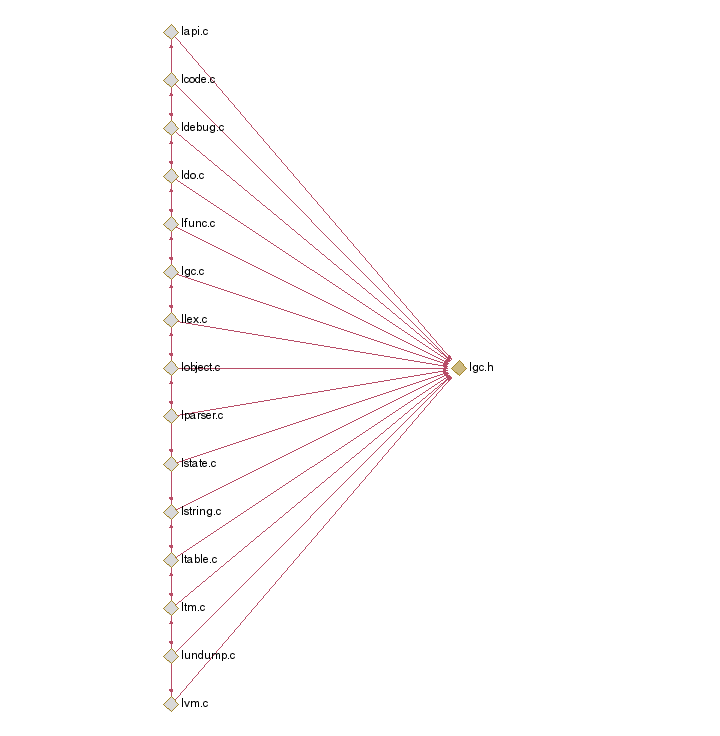 lapi.c
lcode.c
ldebug.c
ldo.c
lfunc.c
lgc.c
llex.c
lobject.c
lgc.h
lparser.c
lstate.c
lstring.c
ltable.c
ltm.c
lundump.c
lvm.c